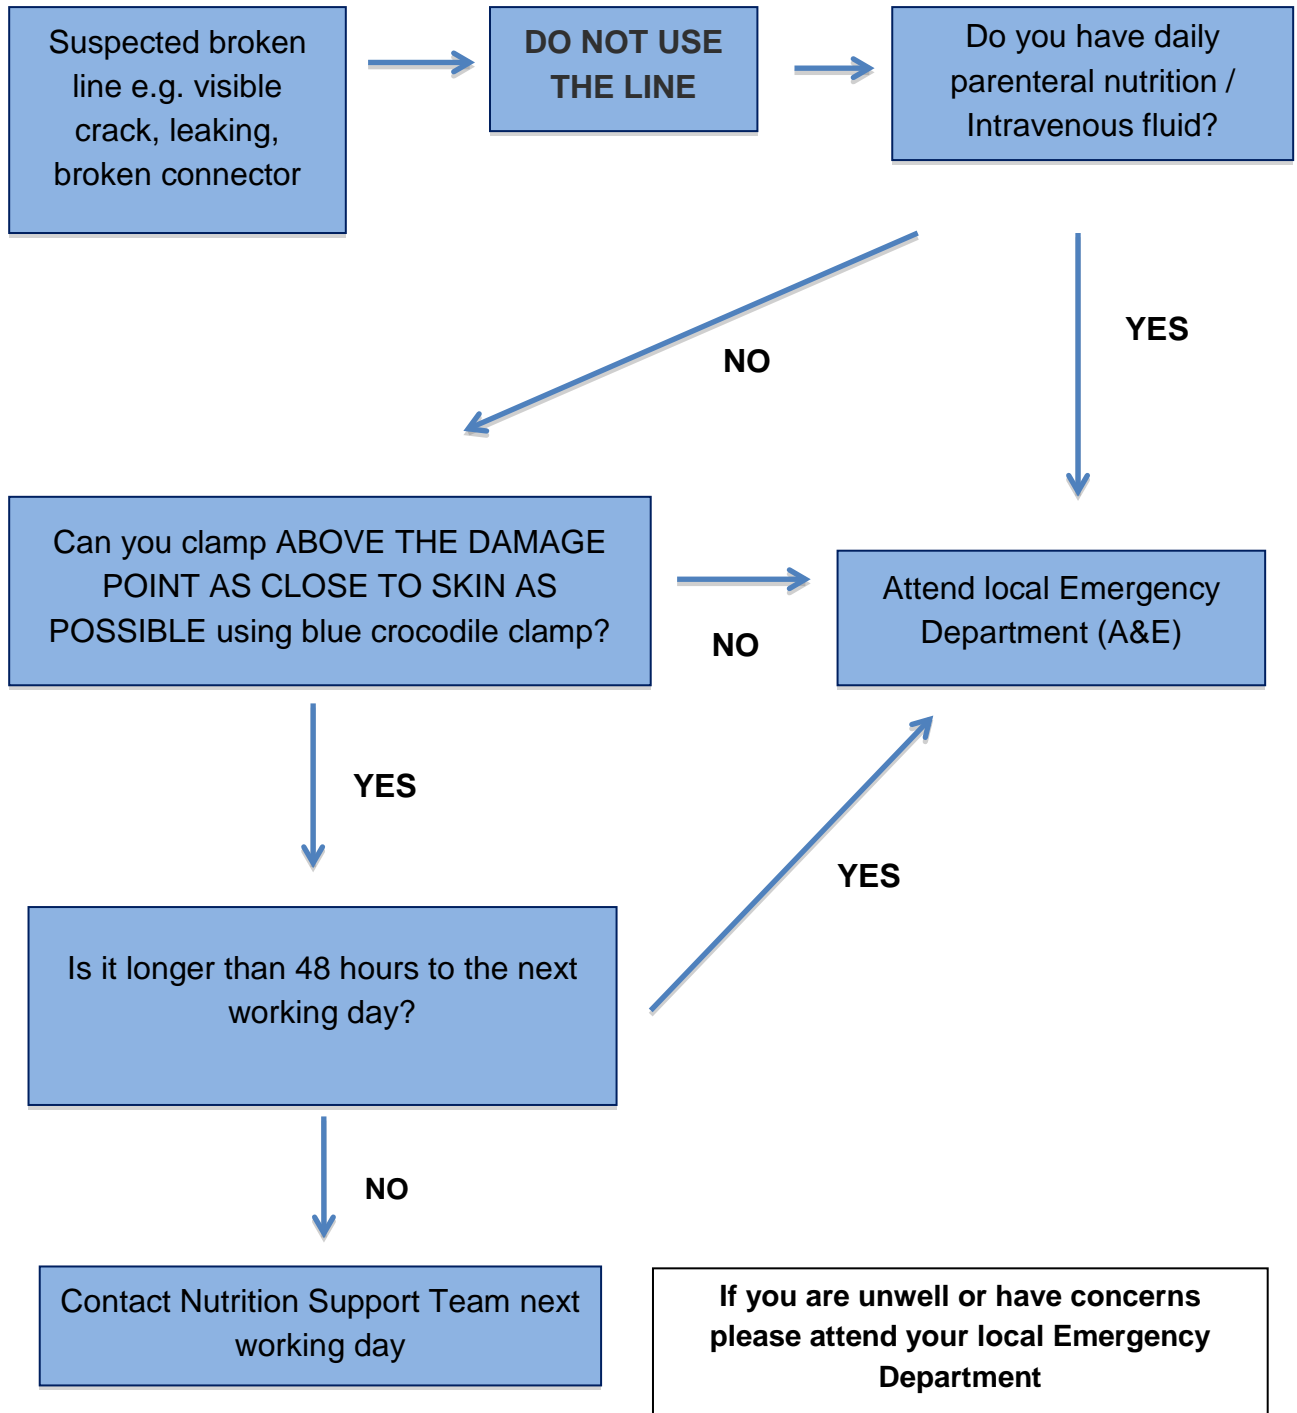 Suspected broken
line e.g. visible
crack, leaking,
broken connector
DO NOT USE
THE LINE
Do you have daily
parenteral nutrition /
Intravenous fluid?
NO
YES
Can you clamp ABOVE THE DAMAGE
POINT AS CLOSE TO SKIN AS
POSSIBLE using blue crocodile clamp?
NO
Attend local Emergency
Department (A&E)
YES
YES
Is it longer than 48 hours to the next
working day?
NO
Contact Nutrition Support Team next
working day
If you are unwell or have concerns
please attend your local Emergency
Department